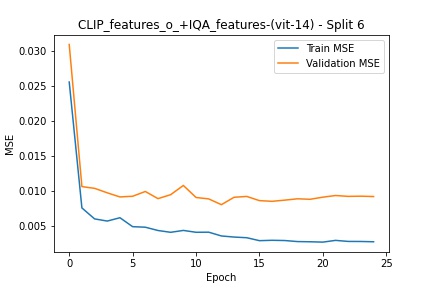 CLIP_features_o_+IQA_features-(vit-14) - Split 6
Train MSE
Validation MSE
MSE
0.030
0.025
0.020
0.015
0.010
0.005
0 5 10 15 20 25
Epoch